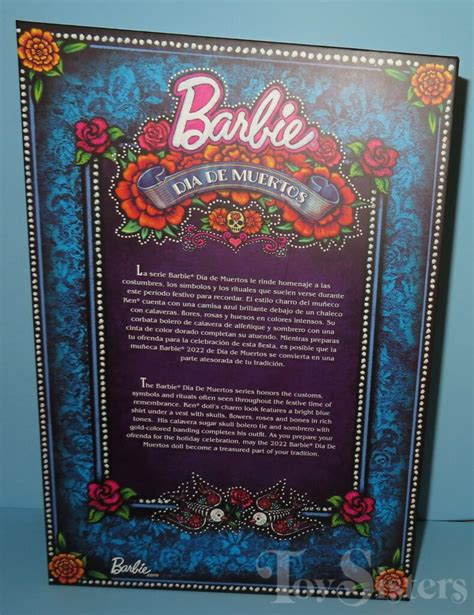 Barbie®
DIA DE MUERTOS
La serie Barbie® Día de Muertos le rinde homenaje a las
costumbres, los símbolos y los rituales que suelen verse durante
este periodo festivo para recordar. El estilo charro del muñeco
Ken® cuenta con una camisa azul brillante debajo de un chaleco
con calaveras. Bores, rosas y huesos en colores intensos. Su
corbata bolero de calavera de alfeñique y sombrero con una
cinta de color dorado completan su atuendo. Mientras preparas
tu ofrenda para la celebración de esta fiesta, es posible que la
muñeca Barbie® 2022 de Día de Muertos se convierta en una
parte atesorada de tu tradición.
The Barbie® Día De Muertos series honors the customs,
symbols and rituals often seen throughout the festive time of
remembrance. Ken® doll's charro look features a bright blue
shirt under a vest with skulls, flowers, roses and bones in rich
tones. His calavera sugar skull bolero tie and sombrero with
gold-colored banding completes his outfit. As you prepare your
ofrenda for the holiday celebration, may the 2022 Barbie® Día De
Muertos doll become a treasured part of your tradition.
Barbie.com
ToySisters